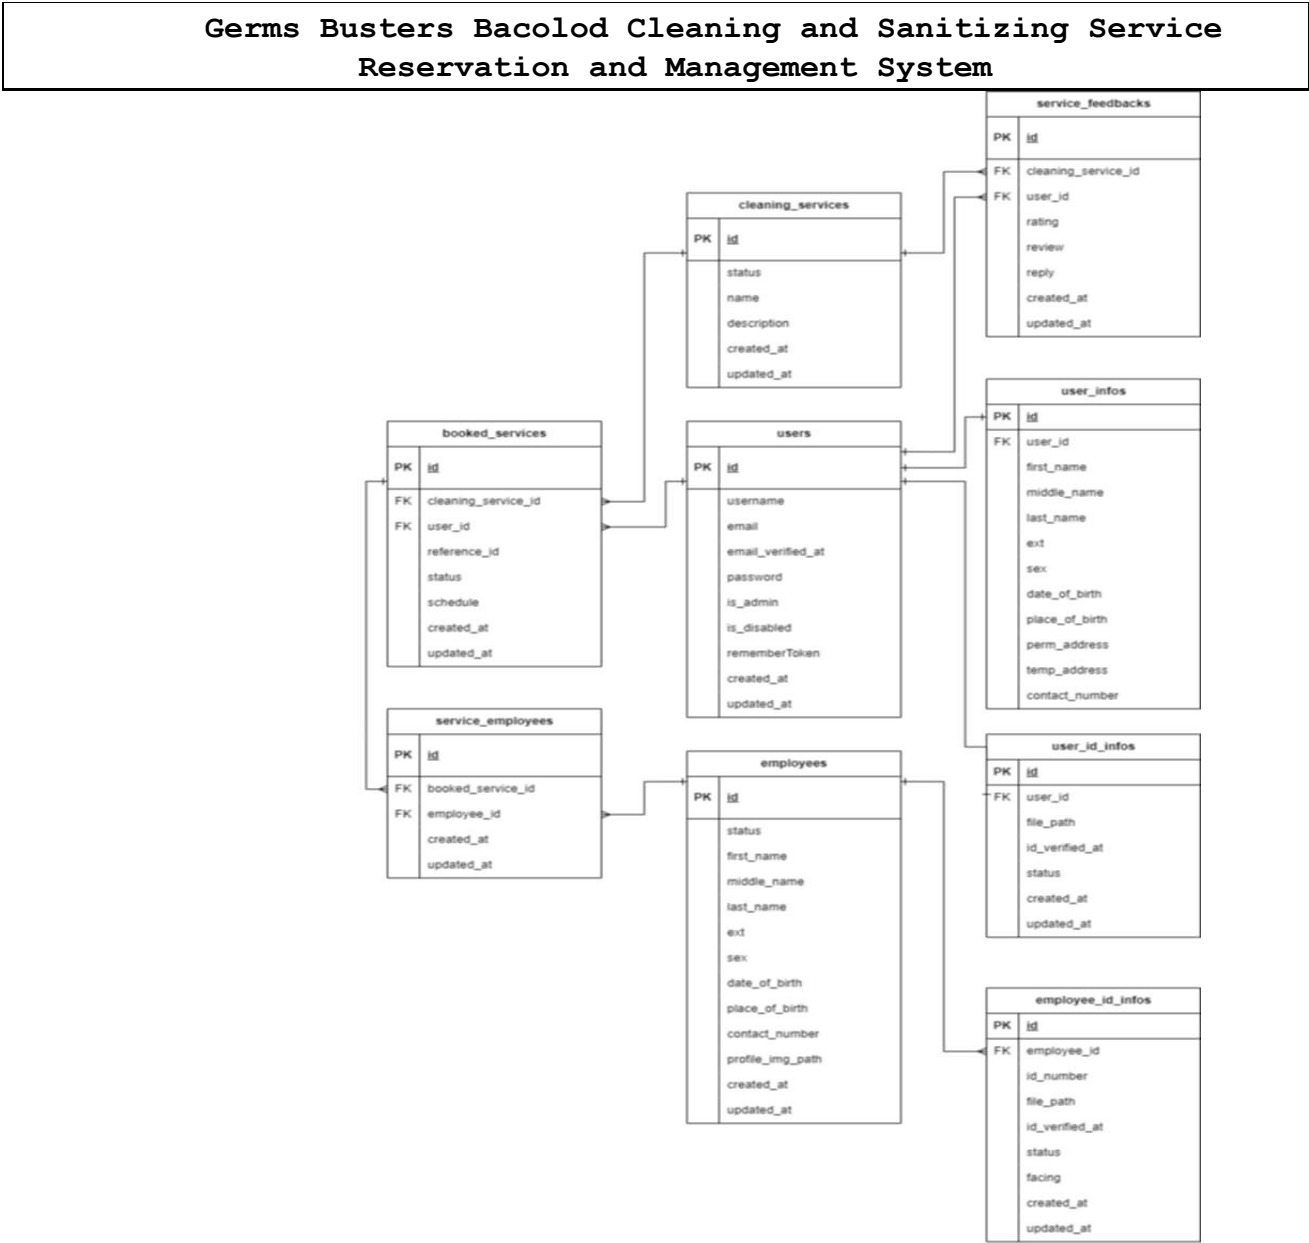 Germs Busters Bacolod Cleaning and Sanitizing Service
Reservation and Management System
service_feedbacks
PK id
FK cleaning_service_id
FK user_id
rating
review
reply
created_at
updated_at
cleaning_services
PK id
status
name
description
created_at
updated_at
user_infos
PK id
FK user_id
first_name
middle_name
last_name
ext
sex
date_of_birth
place_of_birth
perm_address
temp_address
contact_number
booked_services
PK id
FK cleaning_service_id
FK user_id
reference_id
status
schedule
created_at
updated_at
users
PK id
username
email
email_verified_at
password
is_admin
is_disabled
rememberToken
created_at
updated_at
service_employees
PK id
FK booked_service_id
FK employee_id
created_at
updated_at
employees
PK id
status
first_name
middle_name
last_name
ext
sex
date_of_birth
place_of_birth
contact_number
profile_img_path
created_at
updated_at
user_id_infos
PK id
FK user_id
file_path
id_verified_at
status
created_at
updated_at
employee_id_infos
PK id
FK employee_id
id_number
file_path
id_verified_at
status
facing
created_at
updated_at